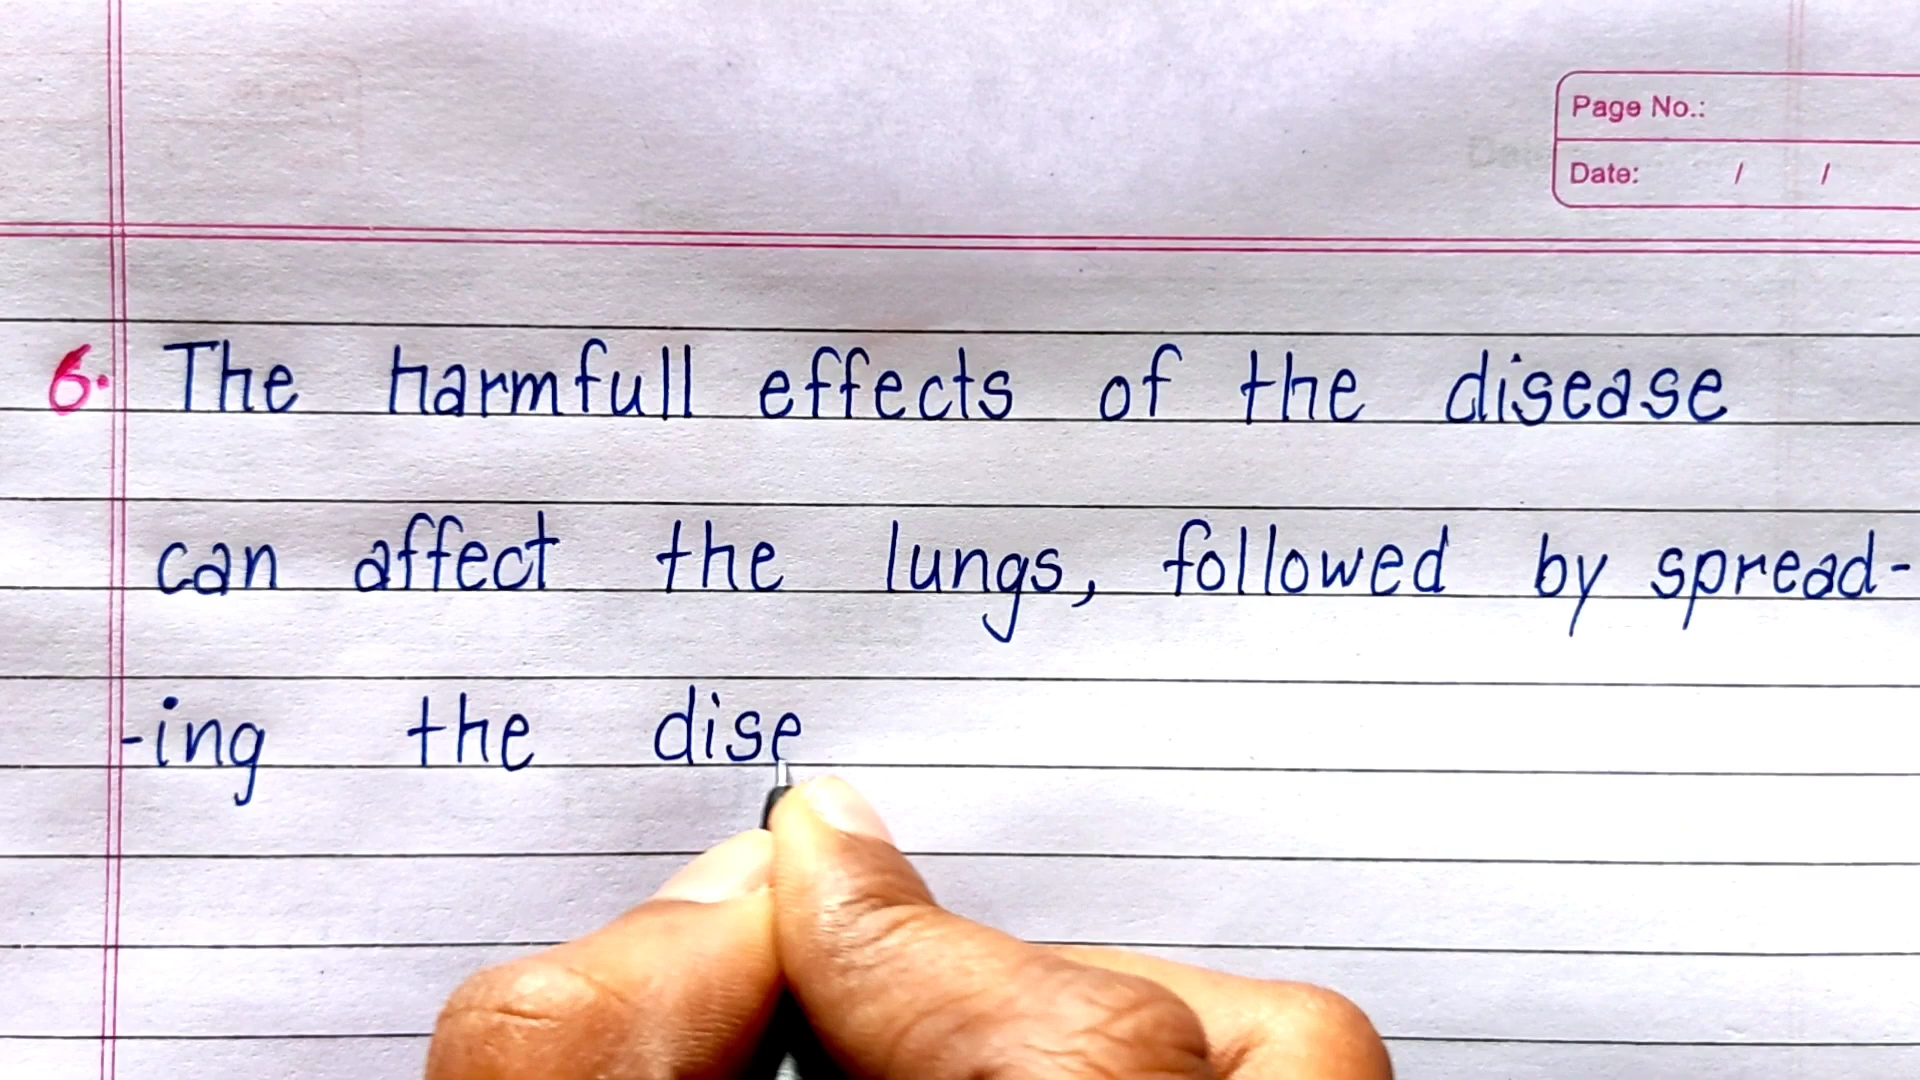 Page No.:
Date: / /
6. The harmfull effects of the disease
can affect the lungs, followed by spread-
-ing the dise